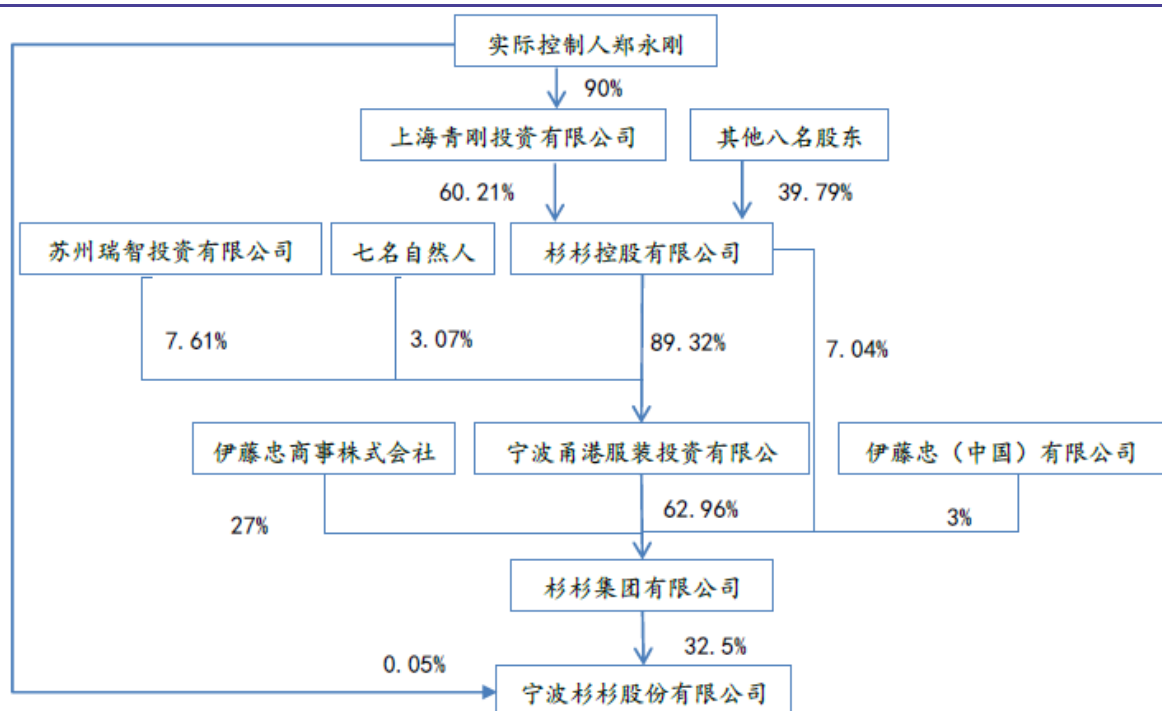 实际控制人郑永刚
90%
上海青刚投资有限公司
其他八名股东
60.21%
39.79%
苏州瑞智投资有限公司
七名自然人
杉杉控股有限公司
7.61%
3.07%
89.32%
7.04%
伊藤忠商事株式会社
宁波甬港服装投资有限公
伊藤忠（中国）有限公司
27%
62.96%
3%
杉杉集团有限公司
32.5%
0.05%
宁波杉杉股份有限公司